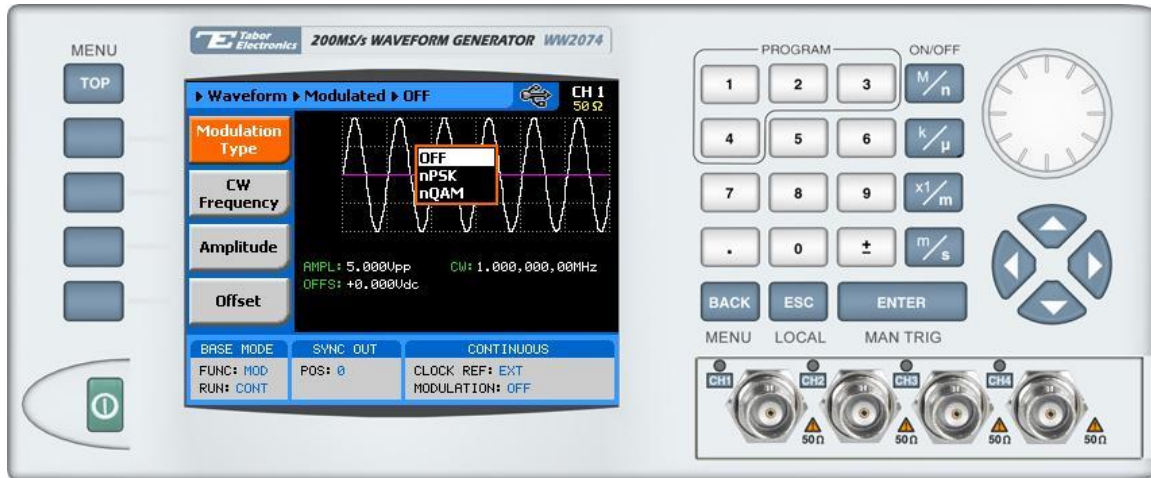 MENU
TOP
Tabor
Electronics
200MS/s WAVEFORM GENERATOR WW2074
Waveform Modulated OFF
CH 1
50 Ω
Modulation
Type
CW
Frequency
Amplitude
Offset
OFF
nPSK
nQAM
AMPL: 5.000Vpp CW: 1.000,000,00MHz
OFFS: +0.000Vdc
BASE MODE
FUNC: MOD
RUN: CONT
SYNC OUT
POS: 0
CONTINUOUS
CLOCK REF: EXT
MODULATION: OFF
PROGRAM ON/OFF
1 2 3 M/n
4 5 6 k/µ
7 8 9 x1/m
. 0 ± m/s
BACK ESC ENTER
MENU LOCAL MAN TRIG
CH1 CH2 CH3 CH4
50Ω 50Ω 50Ω 50Ω